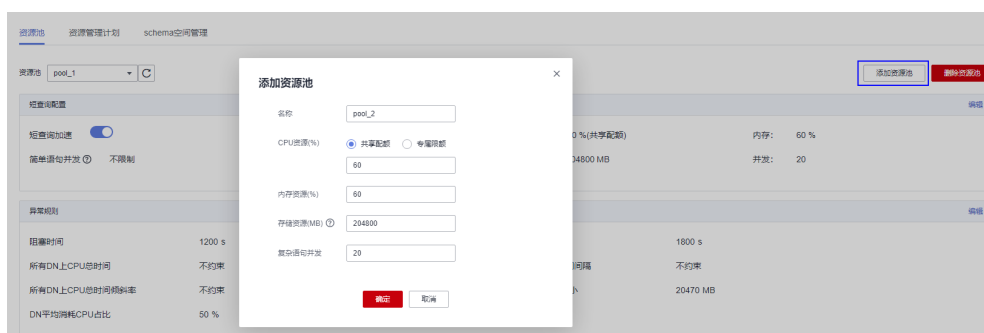 资源池 资源管理计划 schema空间管理
资源池 pool_1 添加资源池 删除资源池
短查询配置 编辑
短查询加速 0 %(共享配额) 内存： 60 %
简单语句并发 不限制 04800 MB 并发： 20
异常规则 编辑
阻塞时间 1200 s 1800 s
所有DN上CPU总时间 不约束 间隔 不约束
所有DN上CPU总时间倾斜率 不约束 小 20470 MB
DN平均消耗CPU占比 50 %
添加资源池
名称 pool_2
CPU资源(%) 共享配额 专属限额
60
内存资源(%) 60
存储资源(MB) 204800
复杂语句并发 20
确定 取消